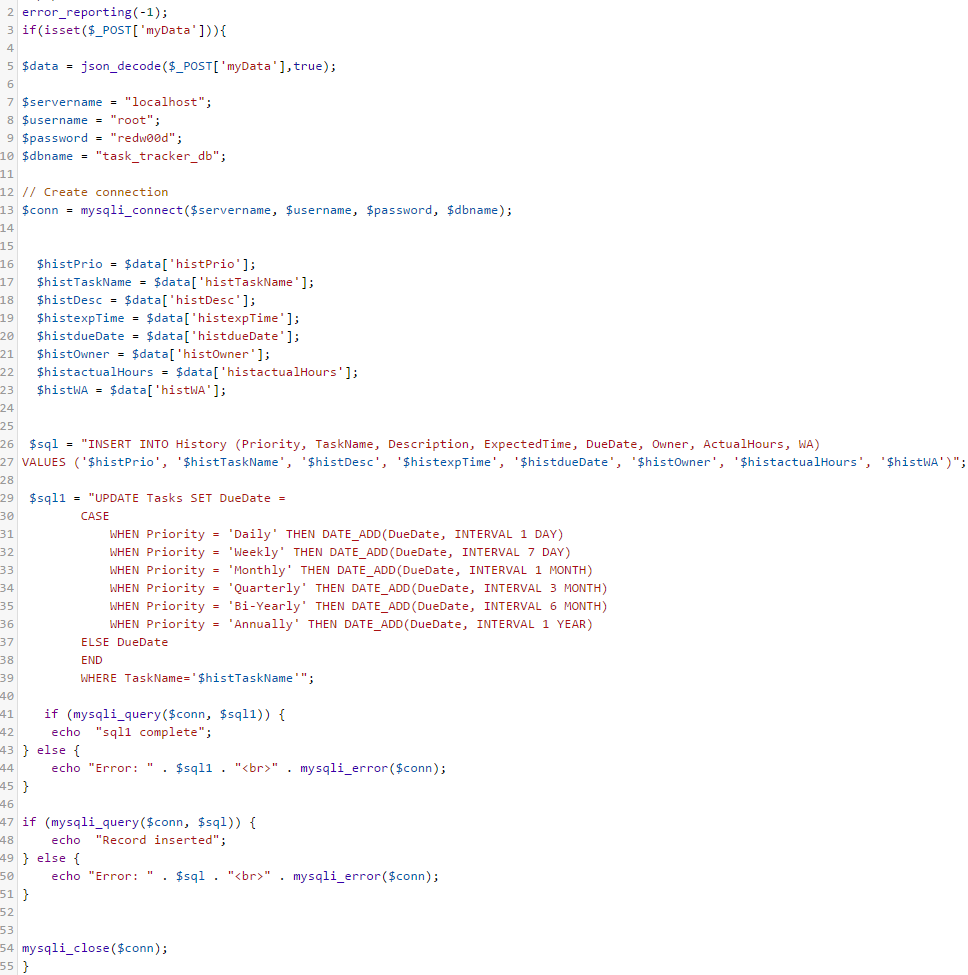 2 error_reporting(-1);
3 if(isset($_POST['myData'])){
4
5 $data = json_decode($_POST['myData'],true);
6
7 $servername = "localhost";
8 $username = "root";
9 $password = "redw00d";
10 $dbname = "task_tracker_db";
11
12 // Create connection
13 $conn = mysqli_connect($servername, $username, $password, $dbname);
14
15
16   $histPrio = $data['histPrio'];
17   $histTaskName = $data['histTaskName'];
18   $histDesc = $data['histDesc'];
19   $histexpTime = $data['histexpTime'];
20   $histdueDate = $data['histdueDate'];
21   $histOwner = $data['histOwner'];
22   $histactualHours = $data['histactualHours'];
23   $histWA = $data['histWA'];
24
25
26  $sql = "INSERT INTO History (Priority, TaskName, Description, ExpectedTime, DueDate, Owner, ActualHours, WA)
27 VALUES ('$histPrio', '$histTaskName', '$histDesc', '$histexpTime', '$histdueDate', '$histOwner', '$histactualHours', '$histWA')";
28
29  $sql1 = "UPDATE Tasks SET DueDate =
30         CASE
31             WHEN Priority = 'Daily' THEN DATE_ADD(DueDate, INTERVAL 1 DAY)
32             WHEN Priority = 'Weekly' THEN DATE_ADD(DueDate, INTERVAL 7 DAY)
33             WHEN Priority = 'Monthly' THEN DATE_ADD(DueDate, INTERVAL 1 MONTH)
34             WHEN Priority = 'Quarterly' THEN DATE_ADD(DueDate, INTERVAL 3 MONTH)
35             WHEN Priority = 'Bi-Yearly' THEN DATE_ADD(DueDate, INTERVAL 6 MONTH)
36             WHEN Priority = 'Annually' THEN DATE_ADD(DueDate, INTERVAL 1 YEAR)
37         ELSE DueDate
38         END
39         WHERE TaskName='$histTaskName'";
40
41    if (mysqli_query($conn, $sql1)) {
42     echo  "sql1 complete";
43 } else {
44     echo "Error: " . $sql1 . "<br>" . mysqli_error($conn);
45 }
46
47 if (mysqli_query($conn, $sql)) {
48     echo  "Record inserted";
49 } else {
50     echo "Error: " . $sql . "<br>" . mysqli_error($conn);
51 }
52
53
54 mysqli_close($conn);
55 }